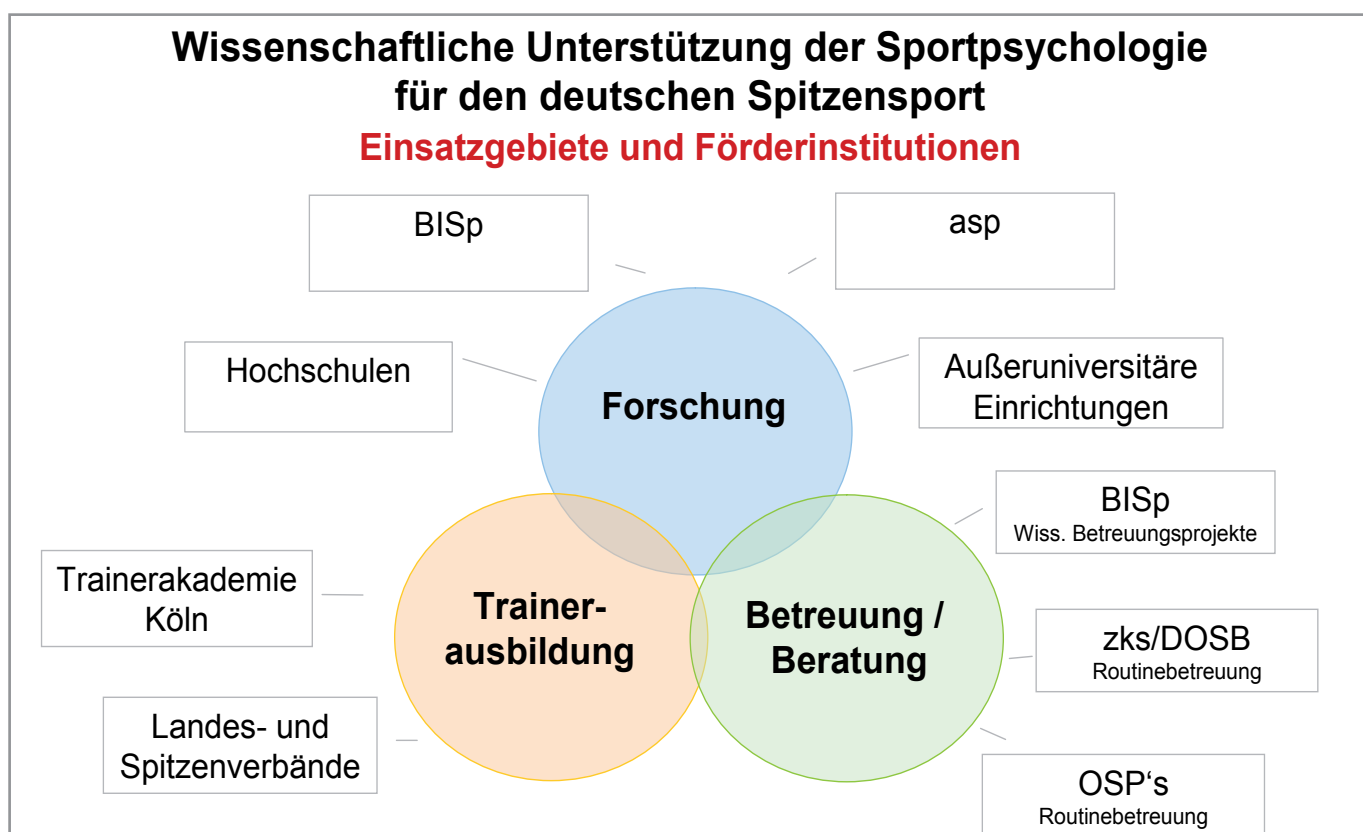 Wissenschaftliche Unterstützung der Sportpsychologie
für den deutschen Spitzensport
Einsatzgebiete und Förderinstitutionen
BISp
asp
Hochschulen
Außeruniversitäre
Einrichtungen
Forschung
BISp
Wiss. Betreuungsprojekte
Trainerakademie
Köln
Trainer-
ausbildung
Betreuung /
Beratung
zks/DOSB
Routinebetreuung
Landes- und
Spitzenverbände
OSP‘s
Routinebetreuung